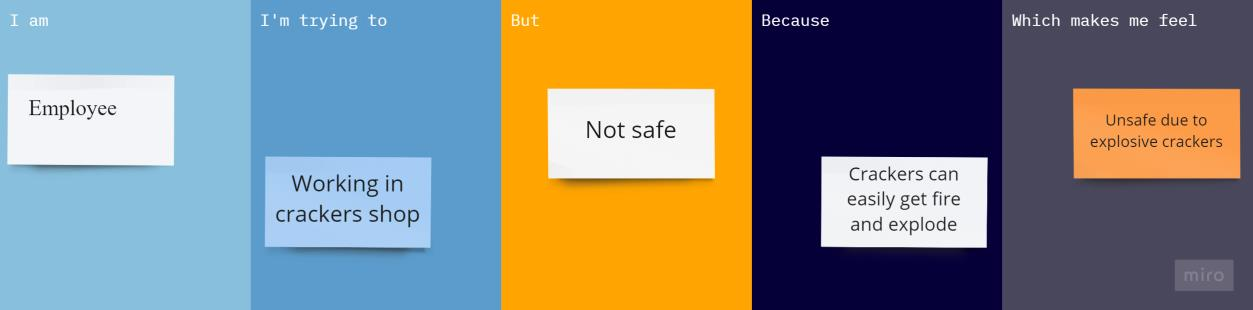 I am
Employee
I'm trying to
Working in
crackers shop
But
Not safe
Because
Crackers can
easily get fire
and explode
Which makes me feel
Unsafe due to
explosive crackers
miro